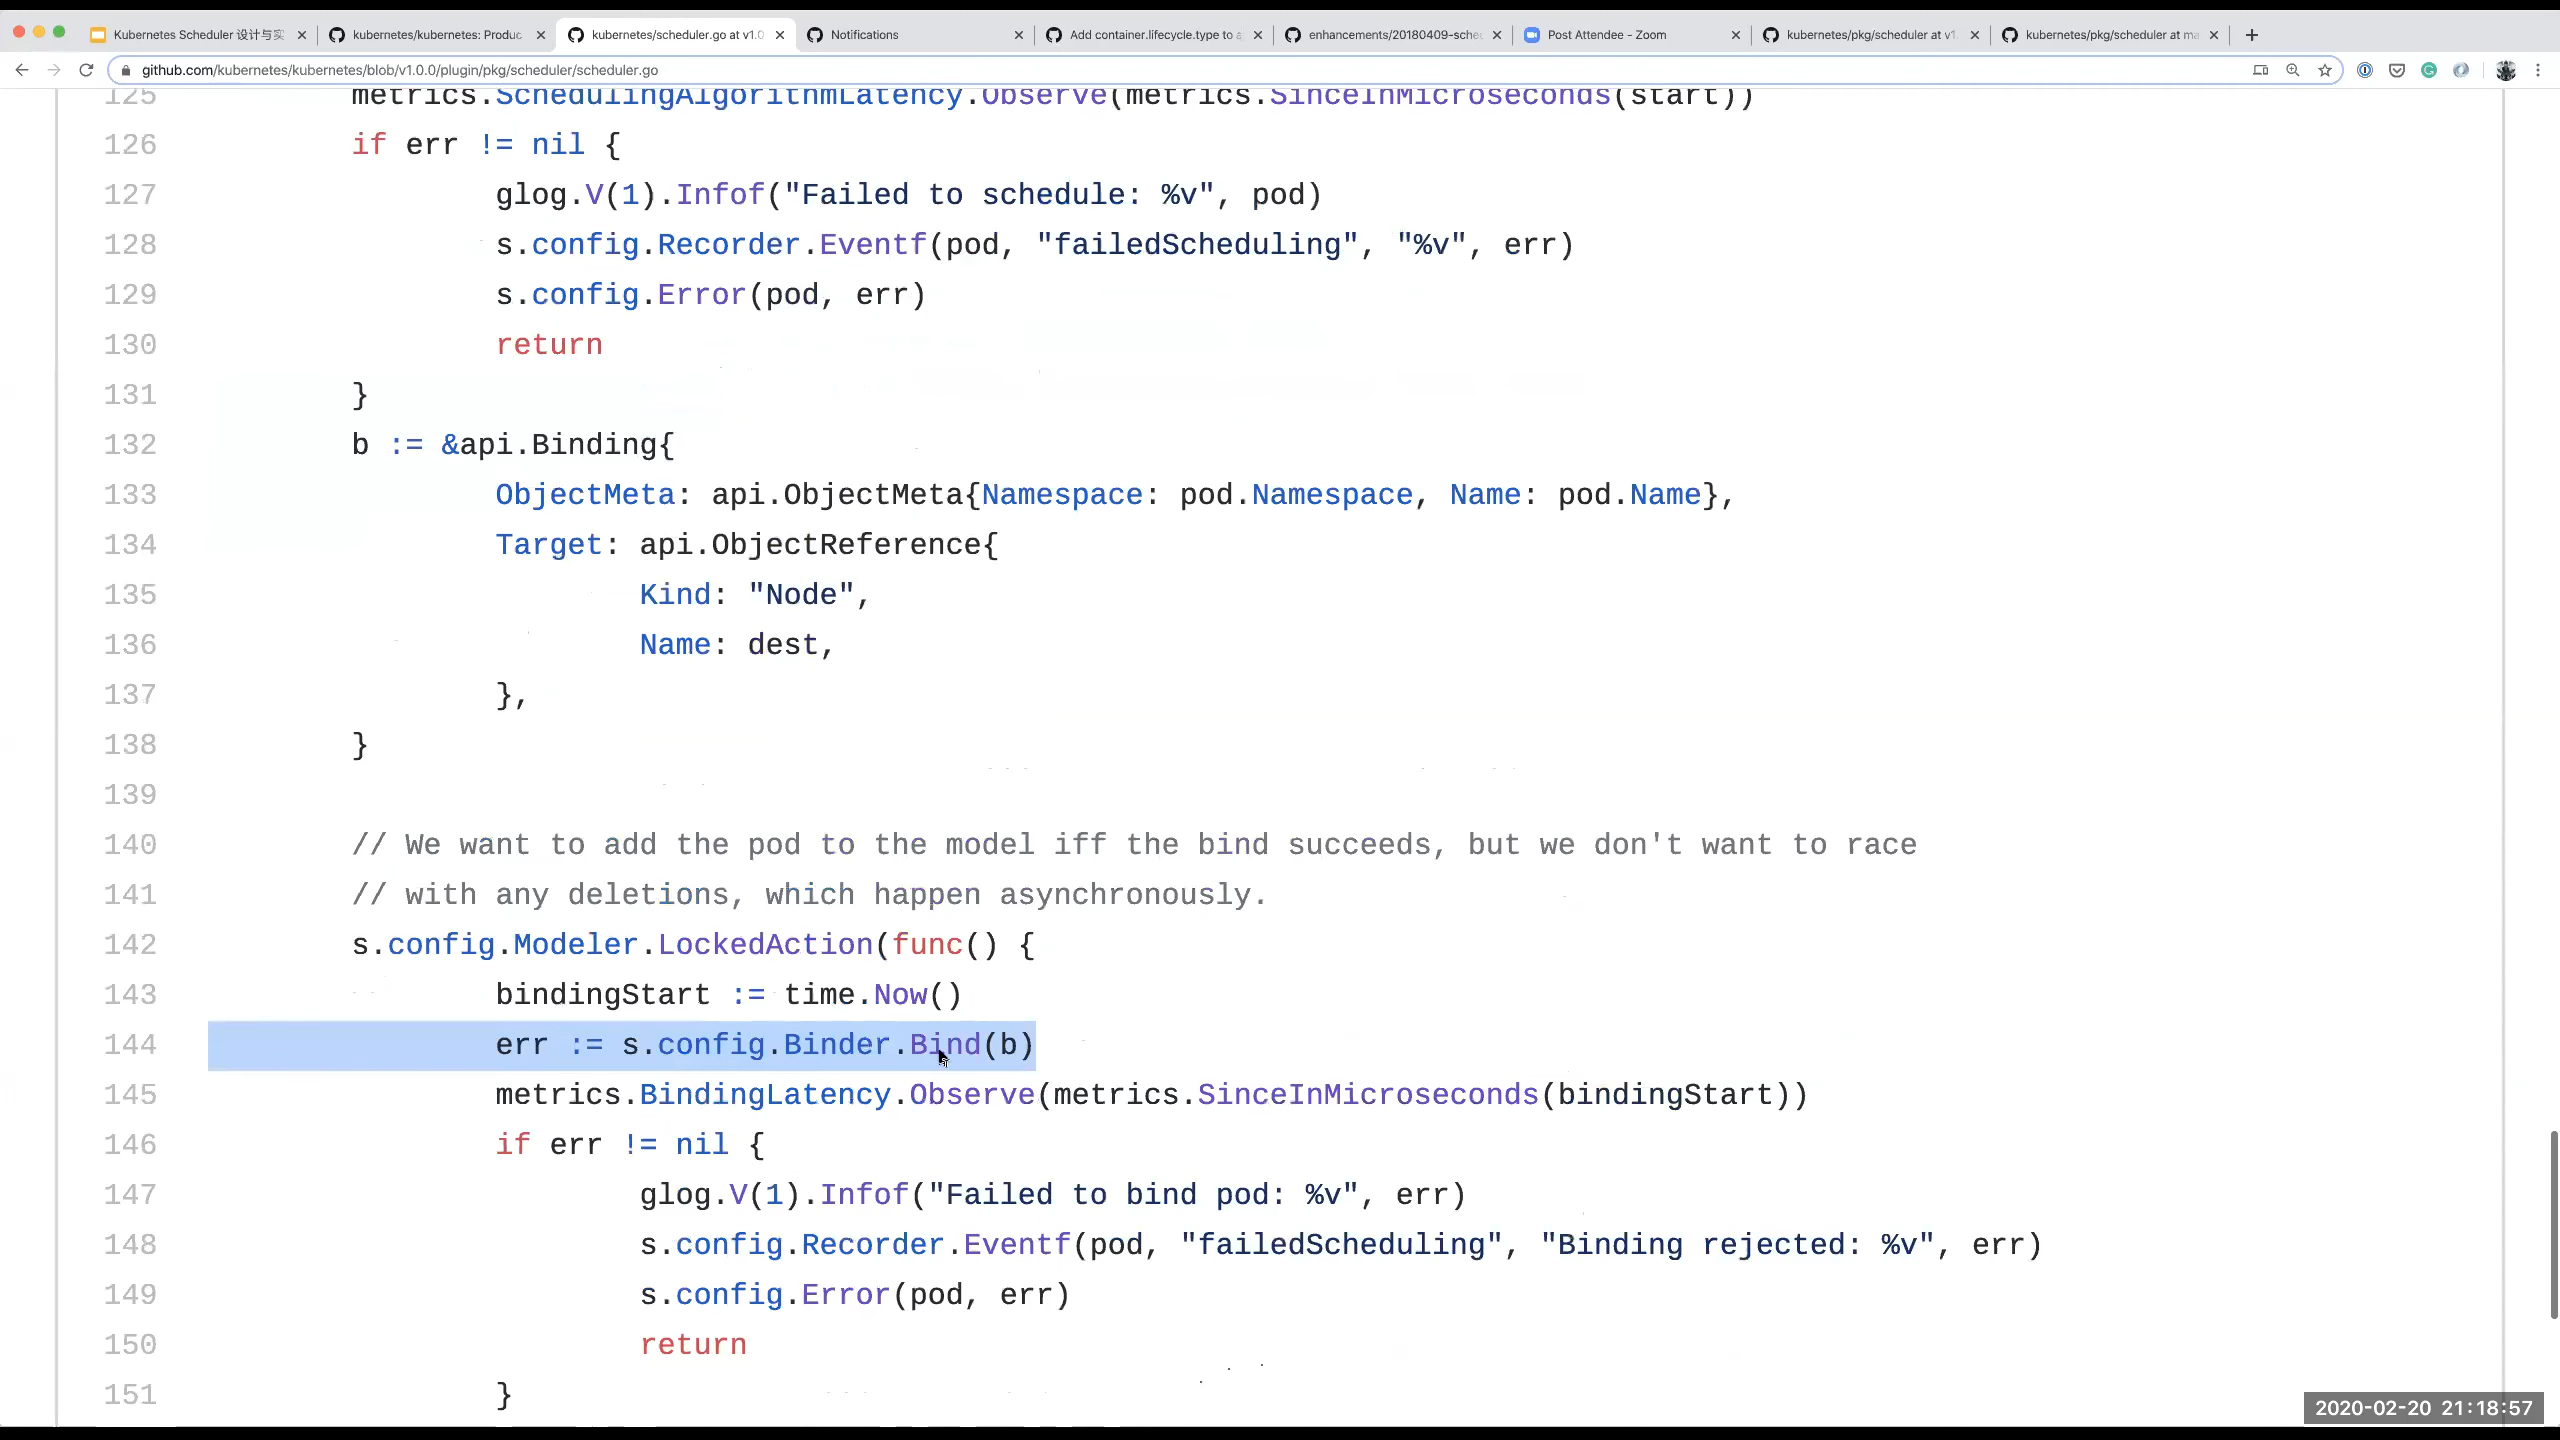 Kubernetes Scheduler 设计与实
kubernetes/kubernetes: Produc
kubernetes/scheduler.go at v1.0
Notifications
Add container.lifecycle.type to a
enhancements/20180409-sche
Post Attendee - Zoom
kubernetes/pkg/scheduler at v1.
kubernetes/pkg/scheduler at ma
github.com/kubernetes/kubernetes/blob/v1.0.0/plugin/pkg/scheduler/scheduler.go
125 metrics.SchedulingAlgorithmLatency.Observe(metrics.SinceInMicroseconds(start))
126 if err != nil {
127 glog.V(1).Infof("Failed to schedule: %v", pod)
128 s.config.Recorder.Eventf(pod, "failedScheduling", "%v", err)
129 s.config.Error(pod, err)
130 return
131 }
132 b := &api.Binding{
133 ObjectMeta: api.ObjectMeta{Namespace: pod.Namespace, Name: pod.Name},
134 Target: api.ObjectReference{
135 Kind: "Node",
136 Name: dest,
137 },
138 }
139
140 // We want to add the pod to the model iff the bind succeeds, but we don't want to race
141 // with any deletions, which happen asynchronously.
142 s.config.Modeler.LockedAction(func() {
143 bindingStart := time.Now()
144 err := s.config.Binder.Bind(b)
145 metrics.BindingLatency.Observe(metrics.SinceInMicroseconds(bindingStart))
146 if err != nil {
147 glog.V(1).Infof("Failed to bind pod: %v", err)
148 s.config.Recorder.Eventf(pod, "failedScheduling", "Binding rejected: %v", err)
149 s.config.Error(pod, err)
150 return
151 }
2020-02-20 21:18:57